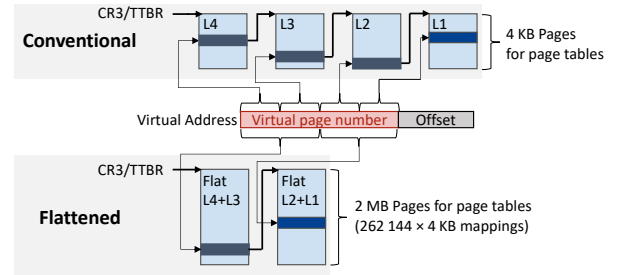 CR3/TTBR
L4
L3
L2
L1
Conventional
4 KB Pages
for page tables
Virtual Address
Virtual page number
Offset
CR3/TTBR
Flat
L4+L3
Flat
L2+L1
Flattened
2 MB Pages for page tables
(262 144 × 4 KB mappings)